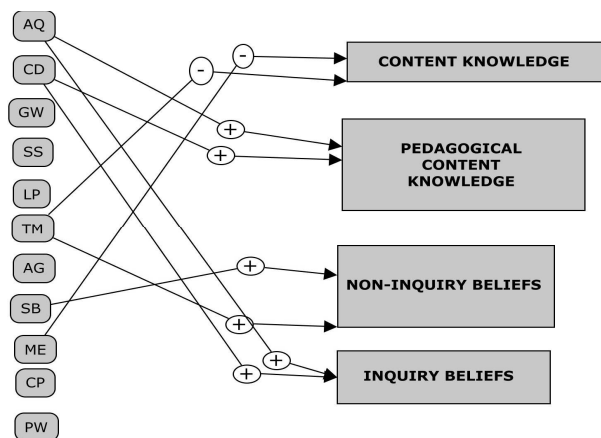 AQ
CD
GW
SS
LP
TM
AG
SB
ME
CP
PW
-
-
+
+
+
+
+
+
CONTENT KNOWLEDGE
PEDAGOGICAL
CONTENT
KNOWLEDGE
NON-INQUIRY BELIEFS
INQUIRY BELIEFS